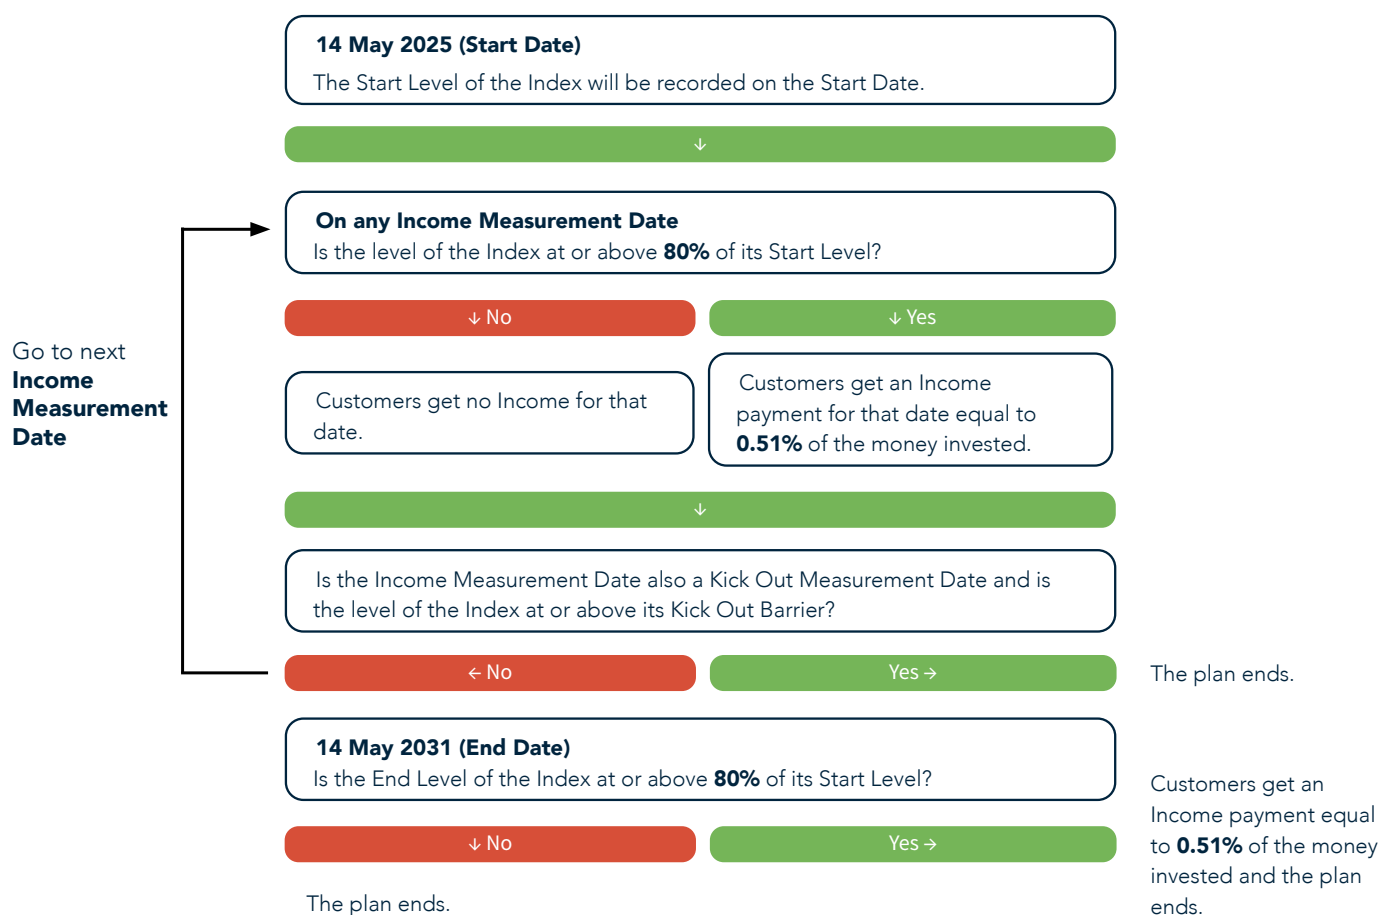 14 May 2025 (Start Date)
The Start Level of the Index will be recorded on the Start Date.
↓
On any Income Measurement Date
Is the level of the Index at or above 80% of its Start Level?
↓ No
↓ Yes
Go to next
Income
Measurement
Date
Customers get no Income for that
date.
Customers get an Income
payment for that date equal to
0.51% of the money invested.
↓
Is the Income Measurement Date also a Kick Out Measurement Date and is
the level of the Index at or above its Kick Out Barrier?
← No
Yes →
The plan ends.
14 May 2031 (End Date)
Is the End Level of the Index at or above 80% of its Start Level?
↓ No
Yes →
Customers get an
Income payment equal
to 0.51% of the money
invested and the plan
ends.
The plan ends.